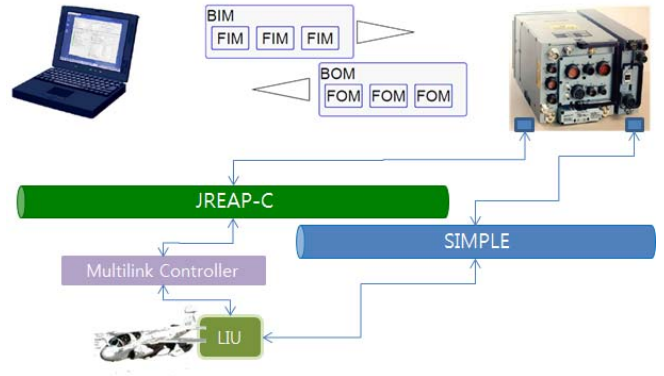 BIM
FIM FIM FIM
BOM
FOM FOM FOM
JREAP-C
SIMPLE
Multilink Controller
LIU